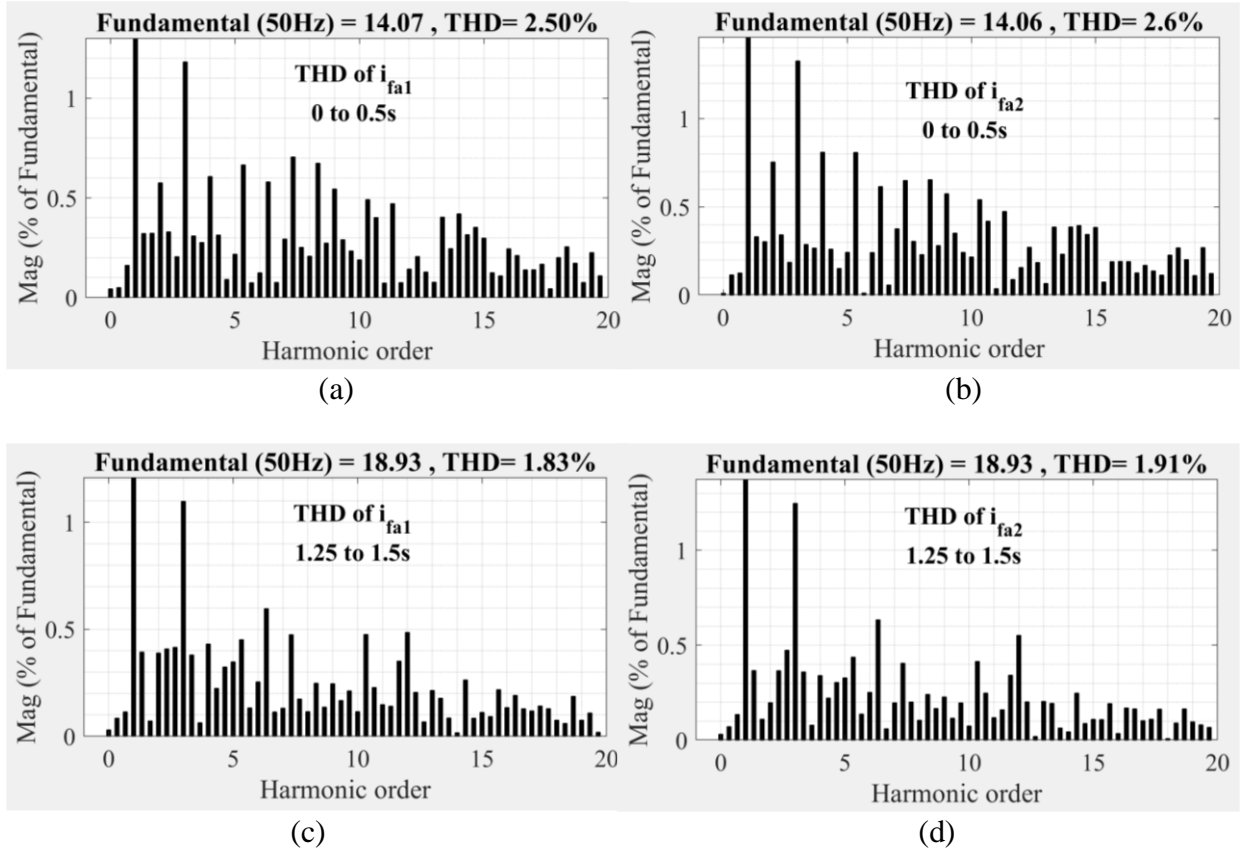 Fundamental (50Hz) = 14.07 , THD= 2.50%
Mag (% of Fundamental)
1
0.5
0
THD of i_fa1
0 to 0.5s
0 5 10 15 20
Harmonic order
(a)
Fundamental (50Hz) = 14.06 , THD= 2.6%
Mag (% of Fundamental)
1
0.5
0
THD of i_fa2
0 to 0.5s
0 5 10 15 20
Harmonic order
(b)
Fundamental (50Hz) = 18.93 , THD= 1.83%
Mag (% of Fundamental)
1
0.5
0
THD of i_fa1
1.25 to 1.5s
0 5 10 15 20
Harmonic order
(c)
Fundamental (50Hz) = 18.93 , THD= 1.91%
Mag (% of Fundamental)
1
0.5
0
THD of i_fa2
1.25 to 1.5s
0 5 10 15 20
Harmonic order
(d)